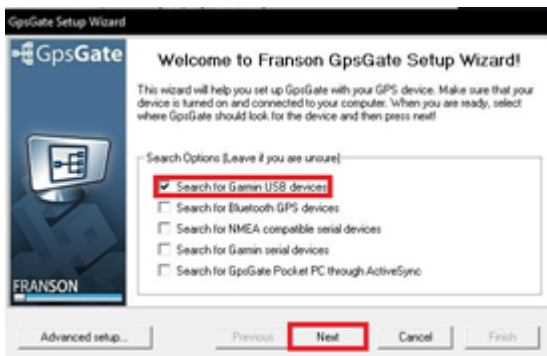 GpsGate Setup Wizard
GpsGate
Welcome to Franson GpsGate Setup Wizard!
This wizard will help you set up GpsGate with your GPS device. Make sure that your
device is turned on and connected to your computer. When you are ready, select
where GpsGate should look for the device and then press next!
Search Options (Leave if you are unsure)
Search for Garmin USB devices
Search for Bluetooth GPS devices
Search for NMEA compatible serial devices
Search for Garmin serial devices
Search for GpsGate Pocket PC through ActiveSync
FRANSON
Advanced setup...
Previous
Next
Cancel
Finish